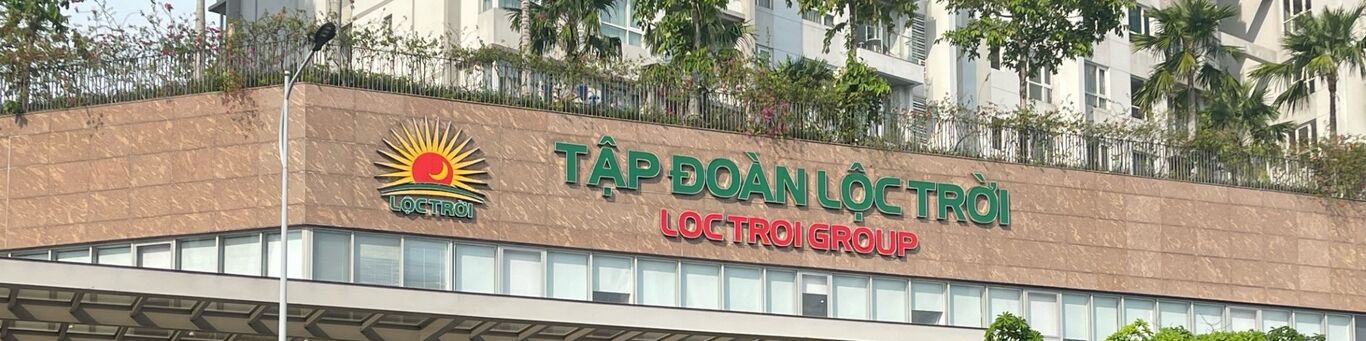 LỘC TRỜI
TẬP ĐOÀN LỘC TRỜI
LOC TROI GROUP